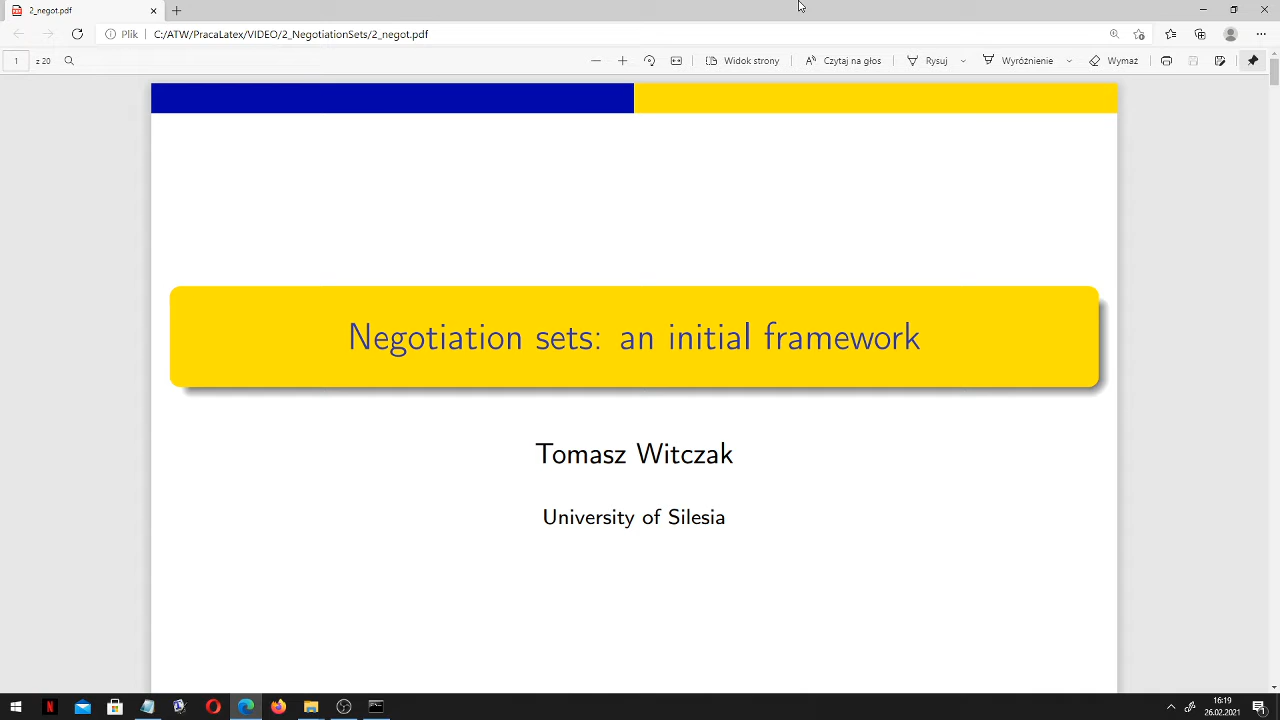 2_negot.pdf
Plik
C:/ATW/PracaLatex/VIDEO/2_NegotiationSets/2_negot.pdf
1 z 20
Widok strony
Czytaj na głos
Rysuj
Wyróżnienie
Wymaz
Negotiation sets: an initial framework
Tomasz Witczak
University of Silesia
16:19
26.02.2021